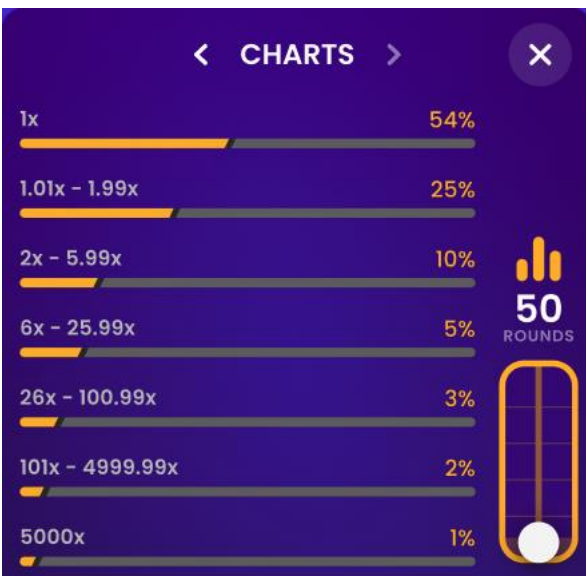 CHARTS
1x 54%
1.01x - 1.99x 25%
2x - 5.99x 10%
6x - 25.99x 5%
26x - 100.99x 3%
101x - 4999.99x 2%
5000x 1%
50
ROUNDS